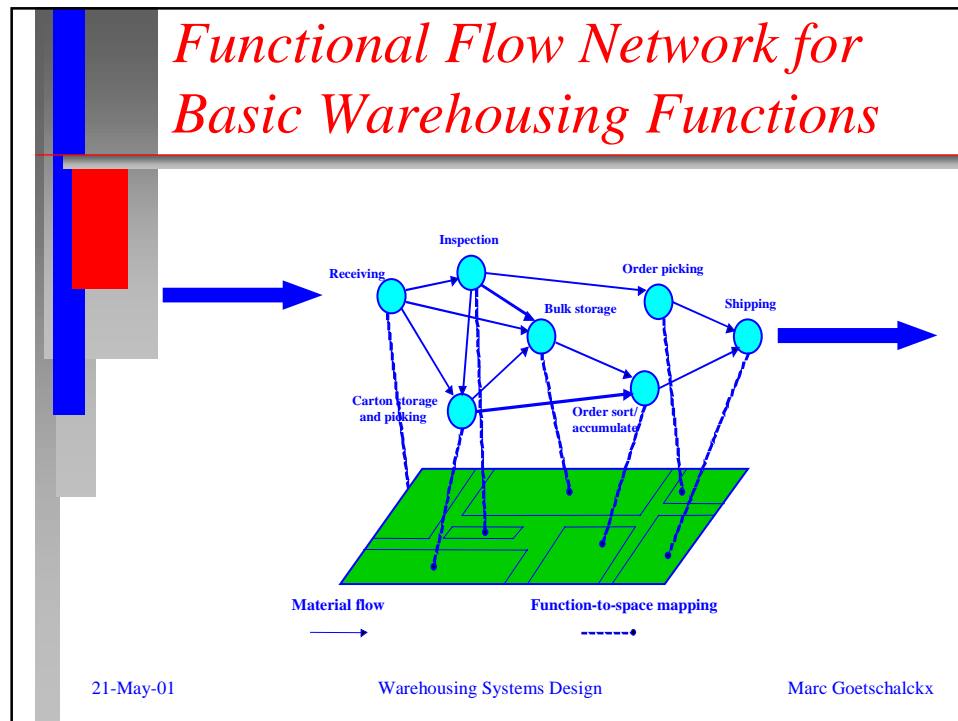 Functional Flow Network for
Basic Warehousing Functions
Inspection
Receiving
Order picking
Shipping
Bulk storage
Carton storage
and picking
Order sort/
accumulate
Material flow
Function-to-space mapping
21-May-01
Warehousing Systems Design
Marc Goetschalckx